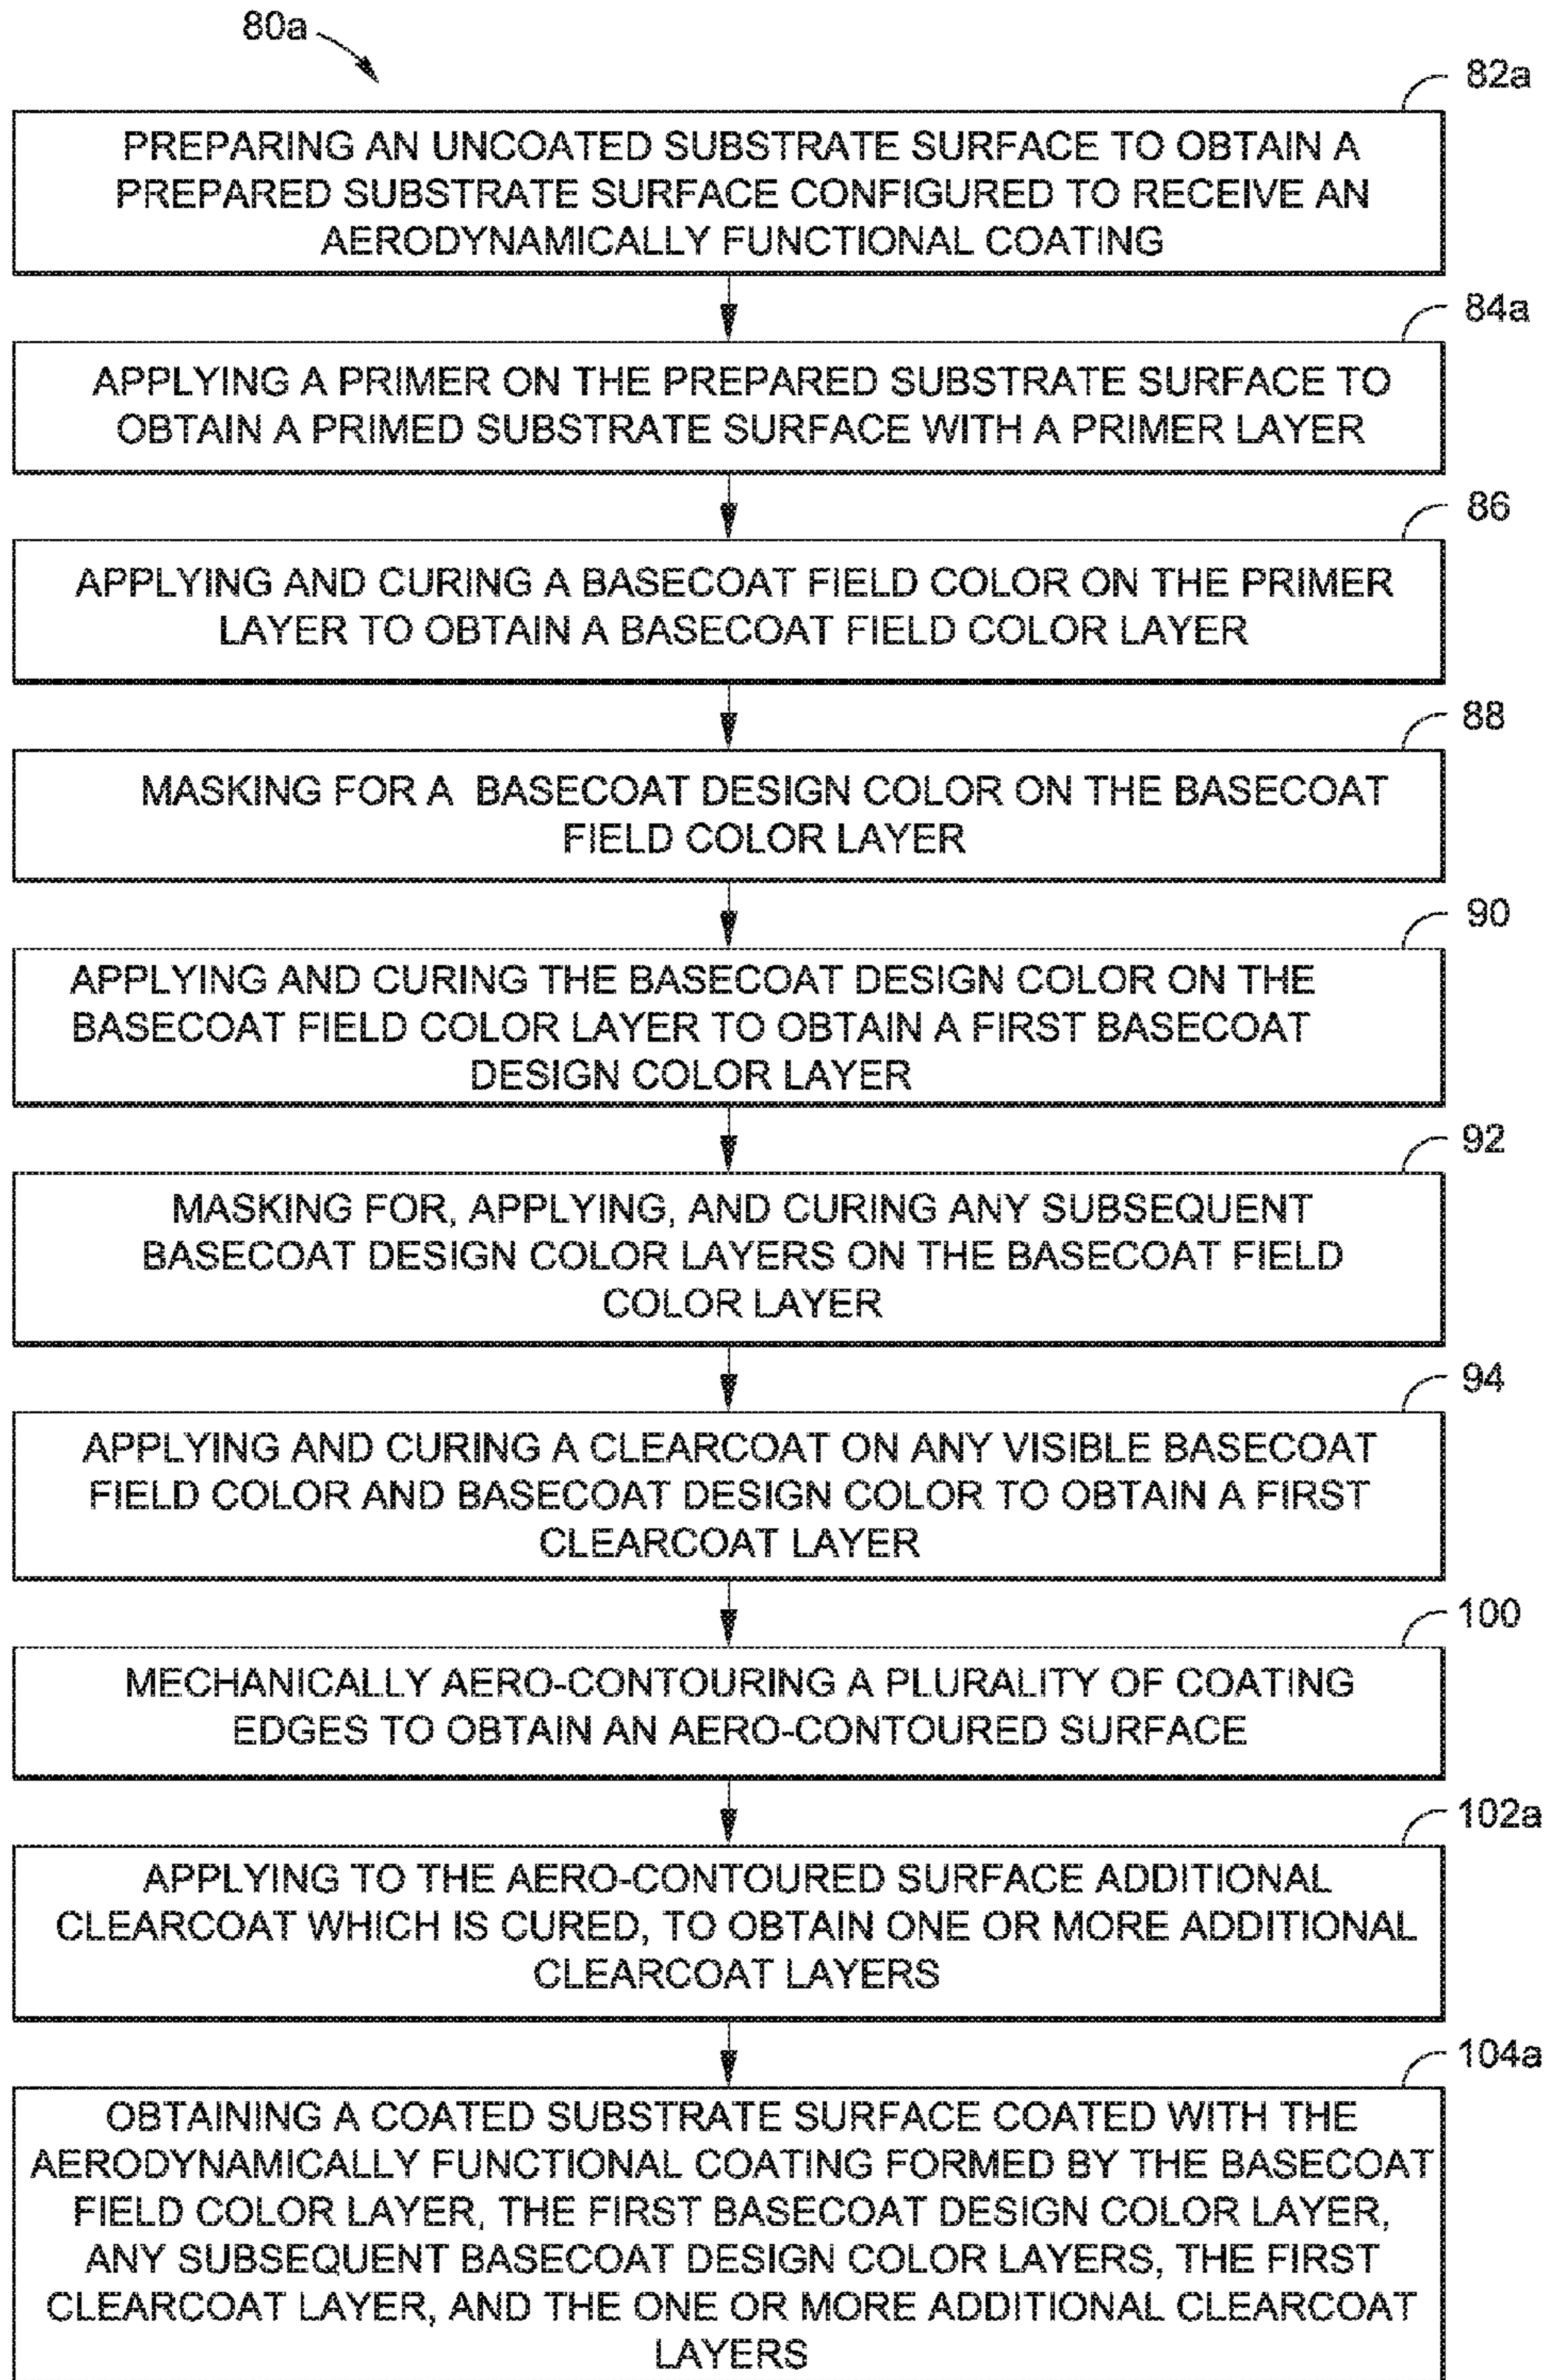 80a
82a
PREPARING AN UNCOATED SUBSTRATE SURFACE TO OBTAIN A
PREPARED SUBSTRATE SURFACE CONFIGURED TO RECEIVE AN
AERODYNAMICALLY FUNCTIONAL COATING
84a
APPLYING A PRIMER ON THE PREPARED SUBSTRATE SURFACE TO
OBTAIN A PRIMED SUBSTRATE SURFACE WITH A PRIMER LAYER
86
APPLYING AND CURING A BASECOAT FIELD COLOR ON THE PRIMER
LAYER TO OBTAIN A BASECOAT FIELD COLOR LAYER
88
MASKING FOR A BASECOAT DESIGN COLOR ON THE BASECOAT
FIELD COLOR LAYER
90
APPLYING AND CURING THE BASECOAT DESIGN COLOR ON THE
BASECOAT FIELD COLOR LAYER TO OBTAIN A FIRST BASECOAT
DESIGN COLOR LAYER
92
MASKING FOR, APPLYING, AND CURING ANY SUBSEQUENT
BASECOAT DESIGN COLOR LAYERS ON THE BASECOAT FIELD
COLOR LAYER
94
APPLYING AND CURING A CLEARCOAT ON ANY VISIBLE BASECOAT
FIELD COLOR AND BASECOAT DESIGN COLOR TO OBTAIN A FIRST
CLEARCOAT LAYER
100
MECHANICALLY AERO-CONTOURING A PLURALITY OF COATING
EDGES TO OBTAIN AN AERO-CONTOURED SURFACE
102a
APPLYING TO THE AERO-CONTOURED SURFACE ADDITIONAL
CLEARCOAT WHICH IS CURED, TO OBTAIN ONE OR MORE ADDITIONAL
CLEARCOAT LAYERS
104a
OBTAINING A COATED SUBSTRATE SURFACE COATED WITH THE
AERODYNAMICALLY FUNCTIONAL COATING FORMED BY THE BASECOAT
FIELD COLOR LAYER, THE FIRST BASECOAT DESIGN COLOR LAYER,
ANY SUBSEQUENT BASECOAT DESIGN COLOR LAYERS, THE FIRST
CLEARCOAT LAYER, AND THE ONE OR MORE ADDITIONAL CLEARCOAT
LAYERS